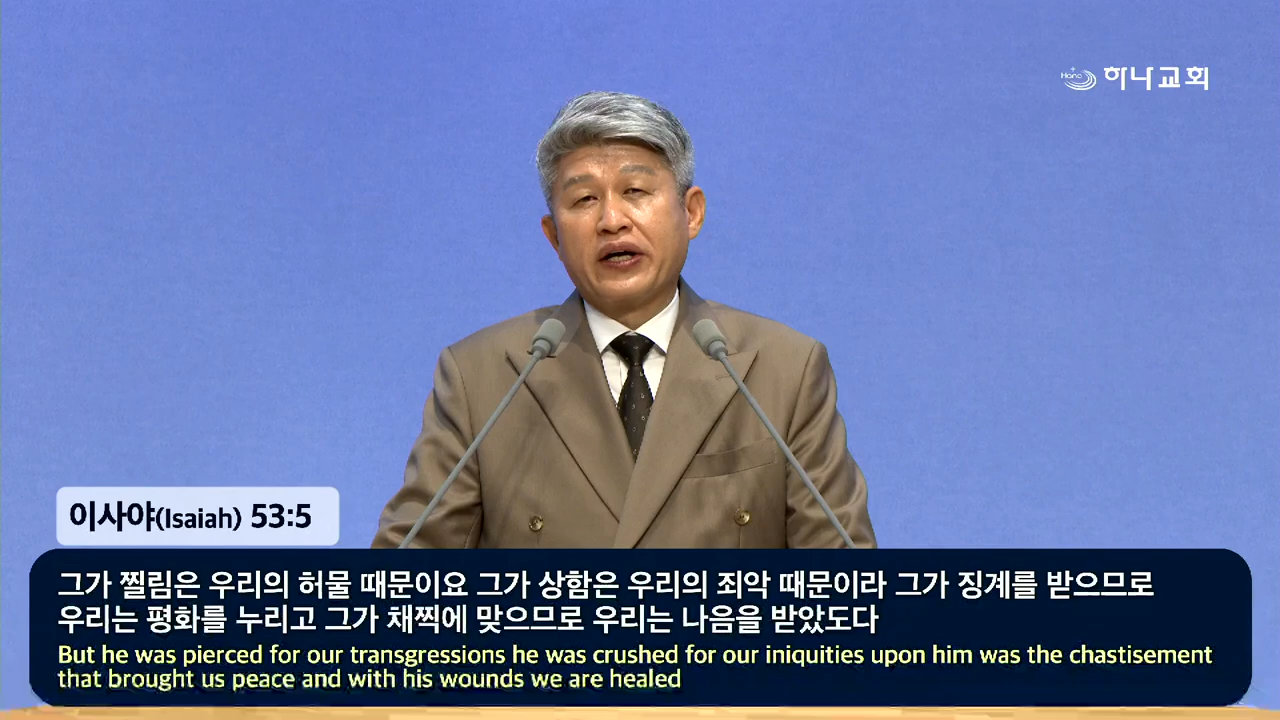 Hana 하나교회
이사야(Isaiah) 53:5
그가 찔림은 우리의 허물 때문이요 그가 상함은 우리의 죄악 때문이라 그가 징계를 받으므로
우리는 평화를 누리고 그가 채찍에 맞으므로 우리는 나음을 받았도다
But he was pierced for our transgressions he was crushed for our iniquities upon him was the chastisement
that brought us peace and with his wounds we are healed